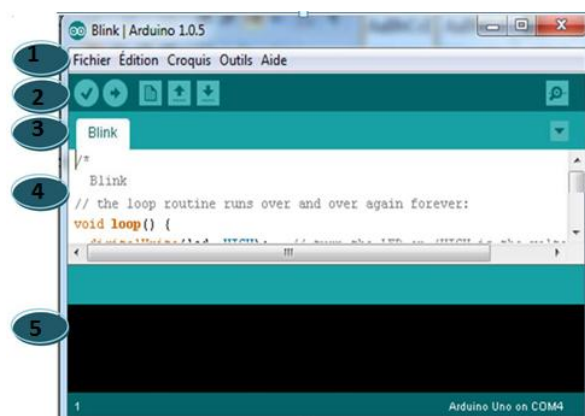 Blink | Arduino 1.0.5
1
Fichier Édition Croquis Outils Aide
2
3
Blink
/*
Blink
4
// the loop routine runs over and over again forever:
void loop() {
5
1
Arduino Uno on COM4